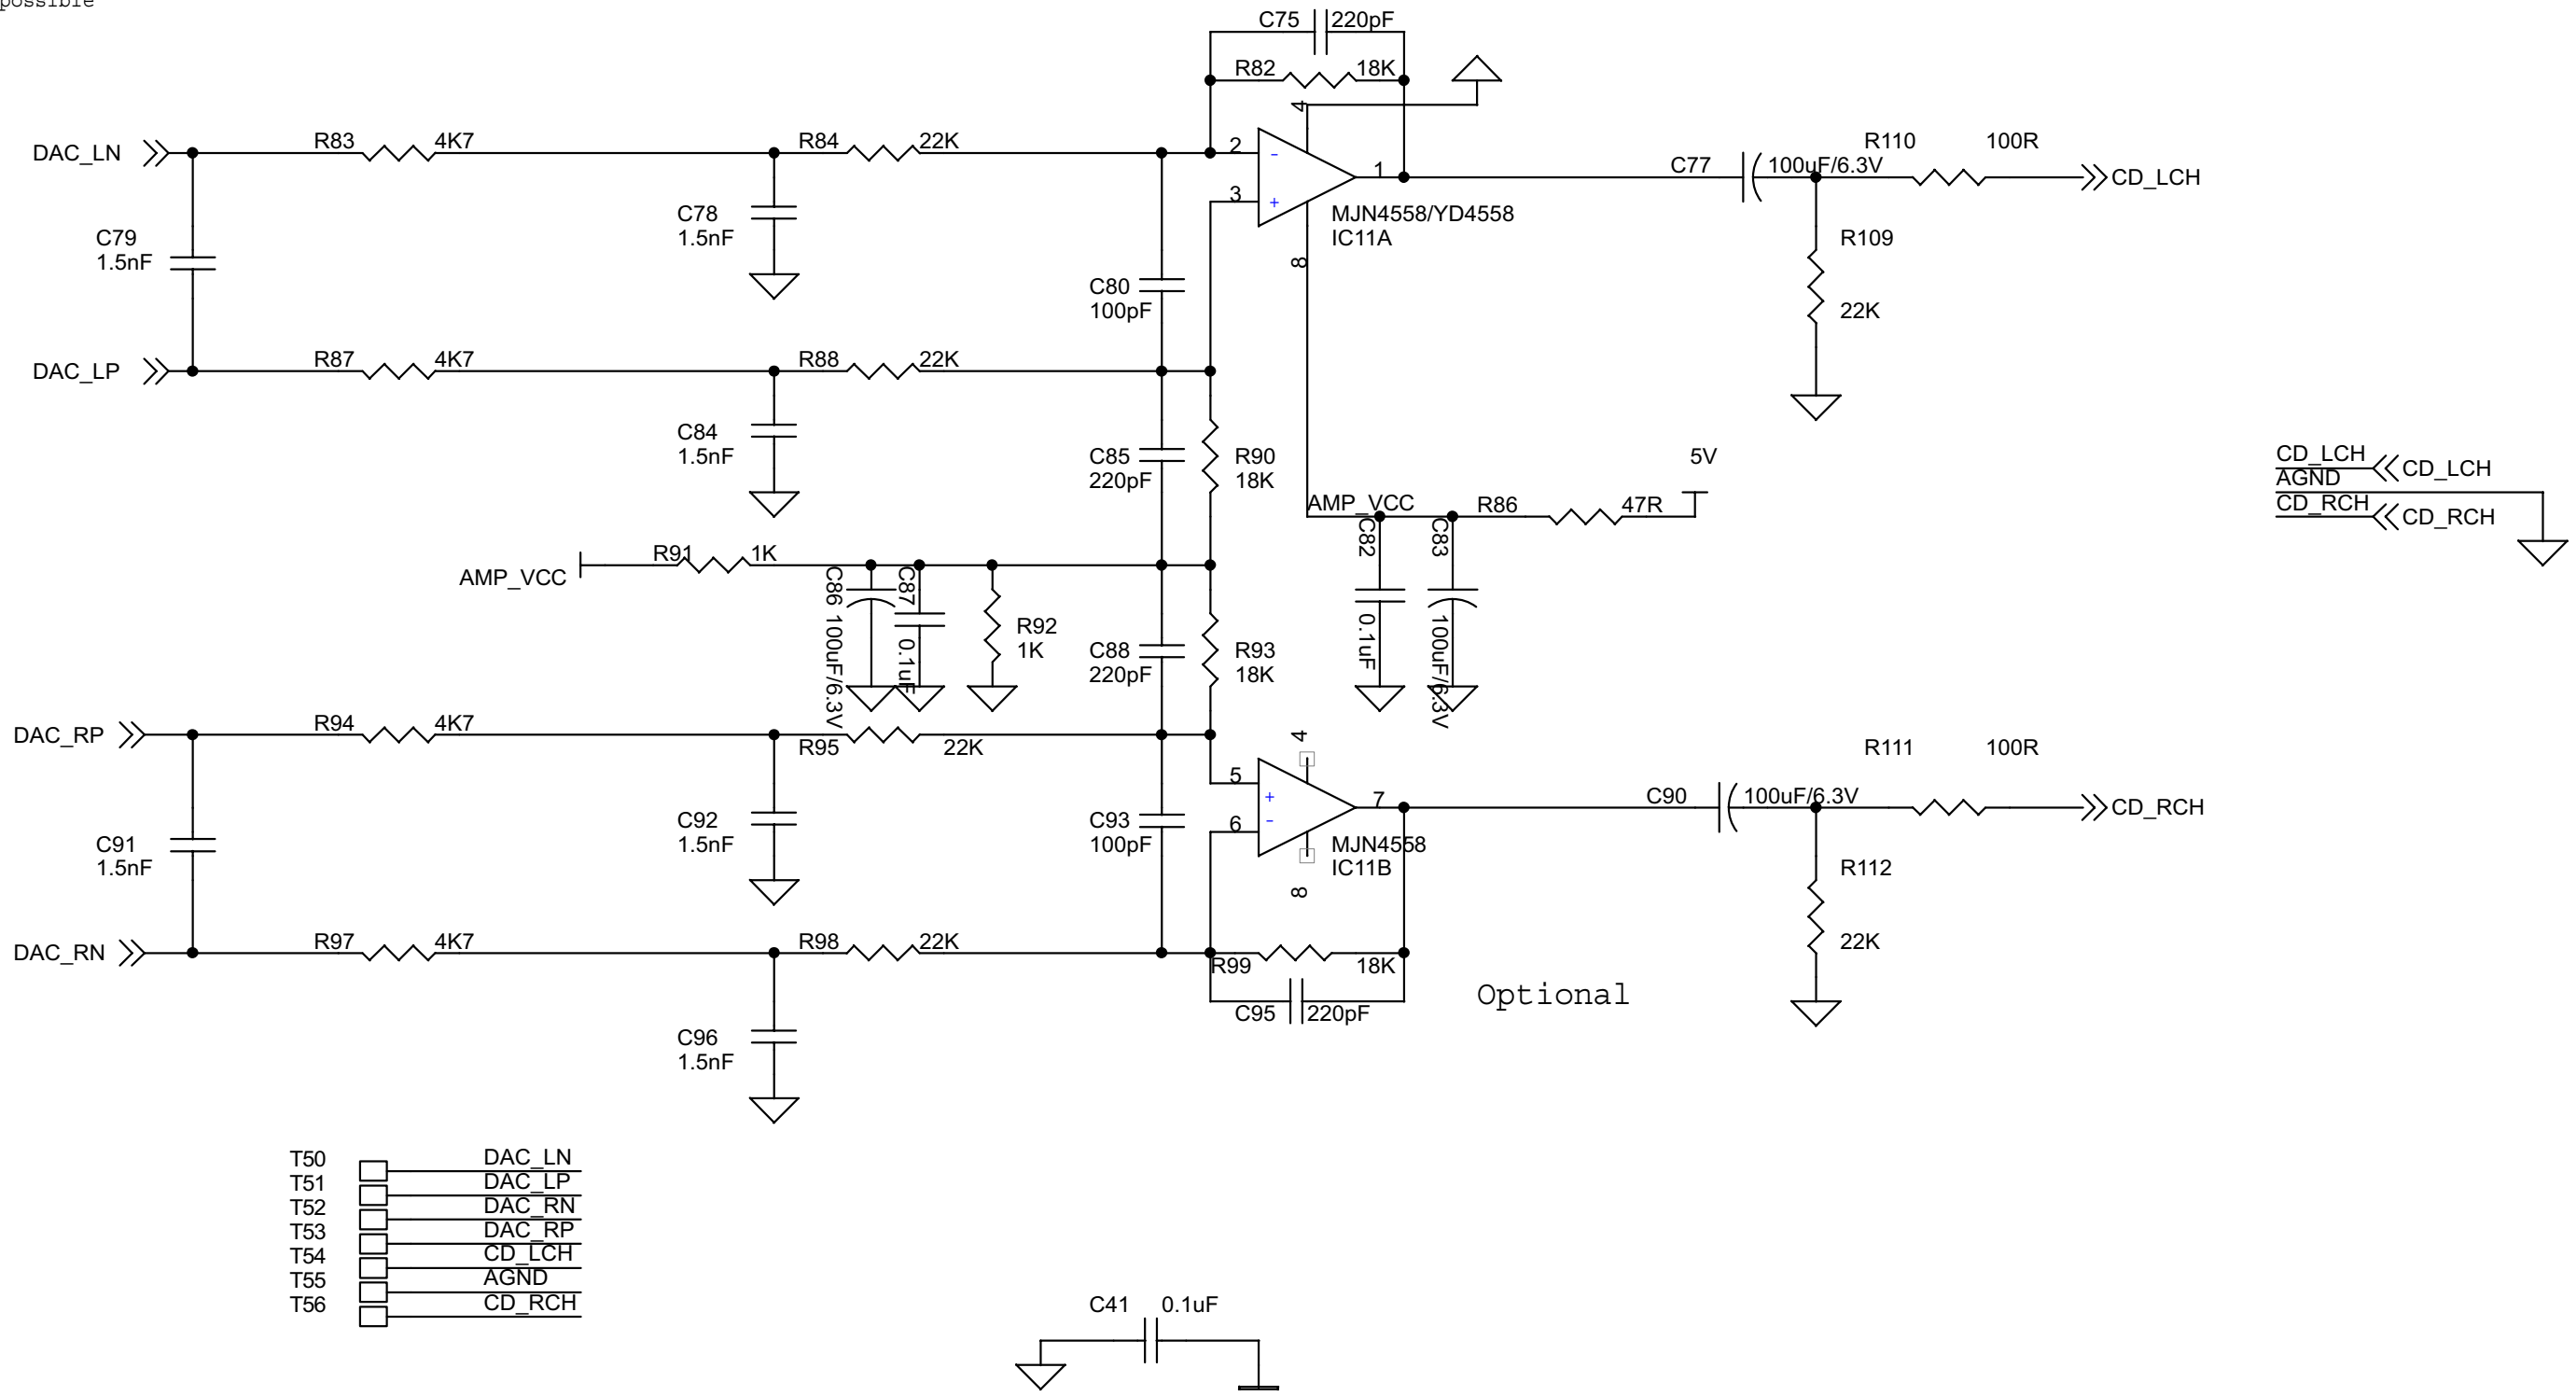 possible
C75 220pF
R82 18K
4
DAC_LN R83 4K7 R84 22K 2 -
1
C77 100uF/6.3V R110 100R CD_LCH
3 +
MJN4558/YD4558
IC11A
C79
1.5nF
C78
1.5nF
8
R109
22K
C80
100pF
DAC_LP R87 4K7 R88 22K
C84
1.5nF
C85
220pF
R90
18K
5V
AMP_VCC R86 47R
C82 0.1uF
C83 100uF/6.3V
CD_LCH CD_LCH
AGND
CD_RCH CD_RCH
AMP_VCC R91 1K
C86 100uF/6.3V
C87 0.1uF
R92
1K
C88
220pF
R93
18K
DAC_RP R94 4K7 R95 22K
4
5 +
6 -
7
C90 100uF/6.3V R111 100R CD_RCH
MJN4558
IC11B
8
C91
1.5nF
C92
1.5nF
C93
100pF
R112
22K
DAC_RN R97 4K7 R98 22K R99 18K
C95 220pF
Optional
C96
1.5nF
T50 DAC_LN
T51 DAC_LP
T52 DAC_RN
T53 DAC_RP
T54 CD_LCH
T55 AGND
T56 CD_RCH
C41 0.1uF